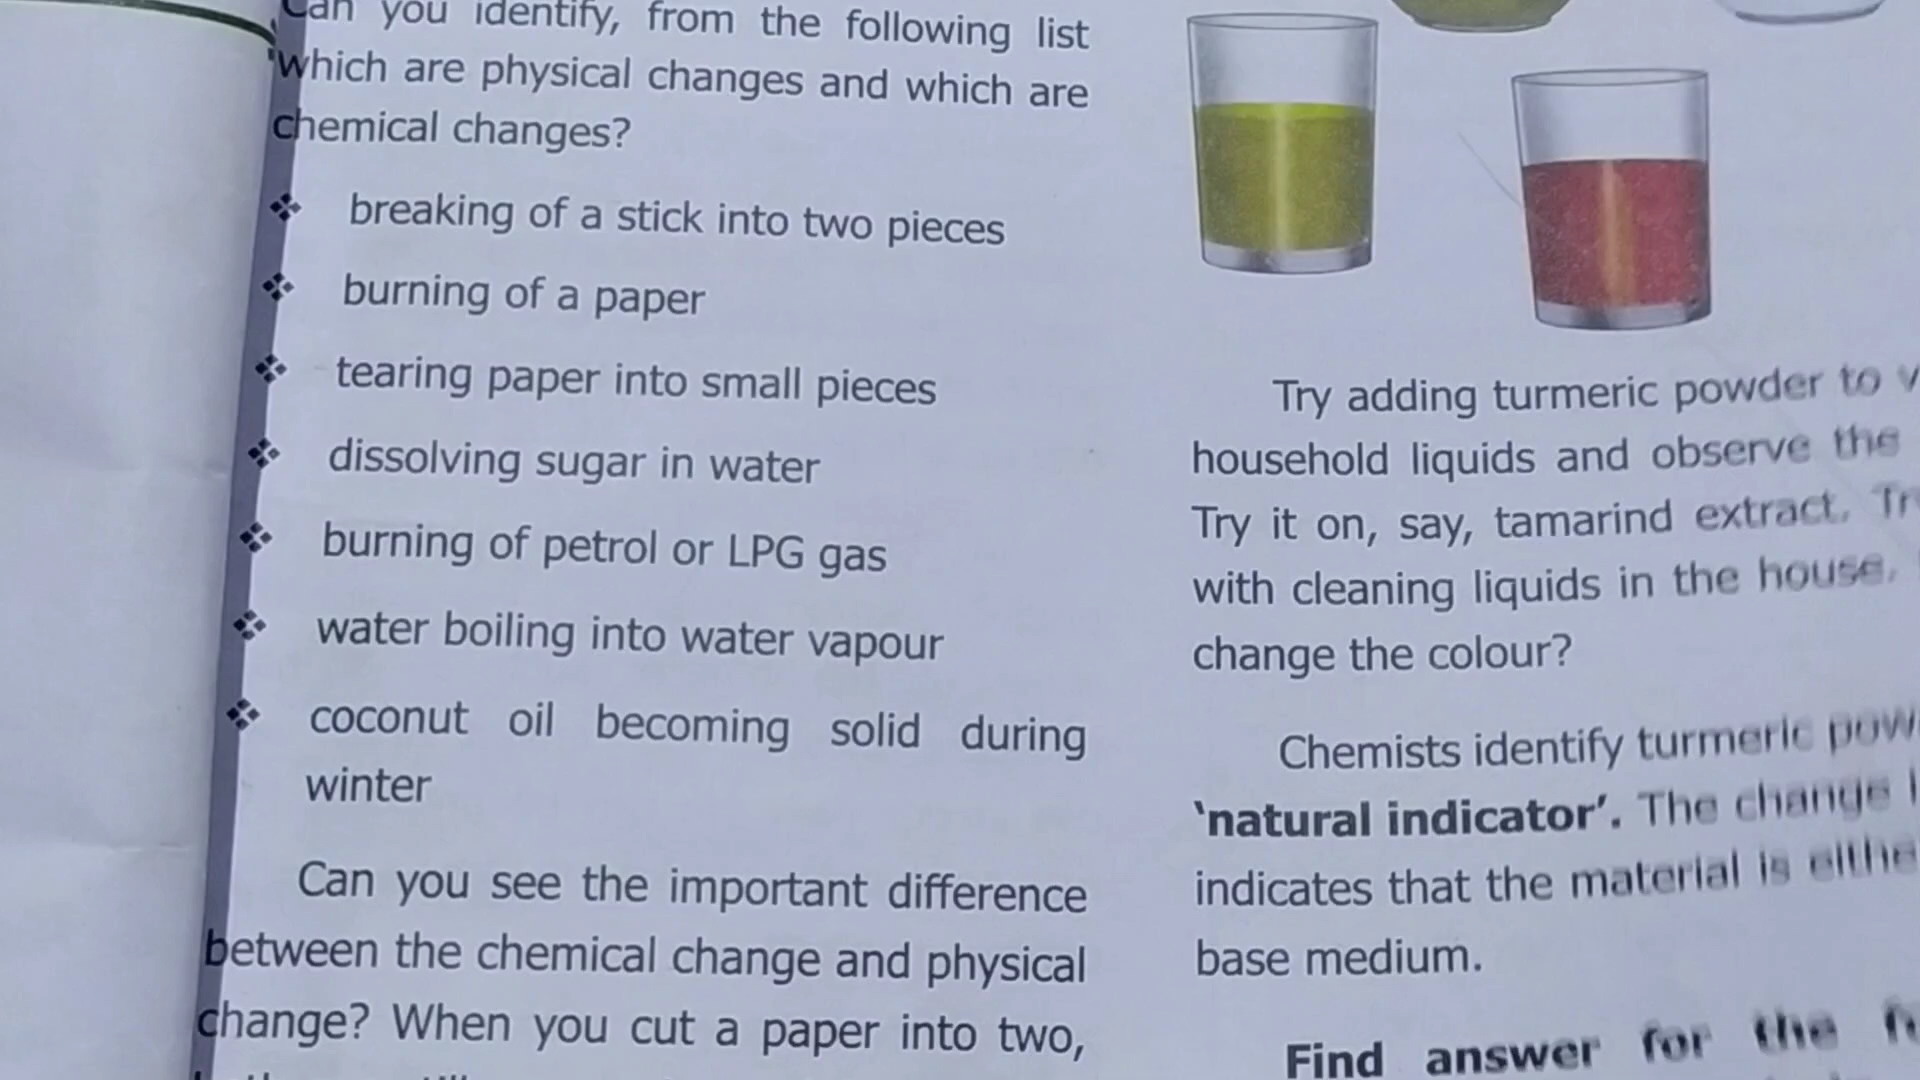 Can you identify, from the following list
which are physical changes and which are
chemical changes?
❖ breaking of a stick into two pieces
❖ burning of a paper
❖ tearing paper into small pieces
❖ dissolving sugar in water
❖ burning of petrol or LPG gas
❖ water boiling into water vapour
❖ coconut oil becoming solid during
winter
Can you see the important difference
between the chemical change and physical
change? When you cut a paper into two,
Try adding turmeric powder to
household liquids and observe the
Try it on, say, tamarind extract.
with cleaning liquids in the house.
change the colour?
Chemists identify turmeric
'natural indicator'. The change
indicates that the material is
base medium.
Find answer for the